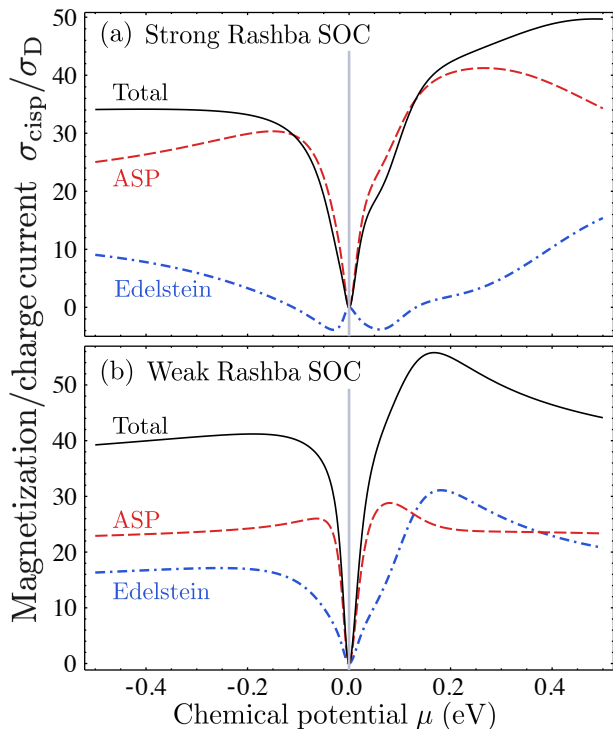 Magnetization/charge current σcisp/σD
(a) Strong Rashba SOC
50
40
30
20
10
0
Total
ASP
Edelstein
(b) Weak Rashba SOC
50
40
30
20
10
0
Total
ASP
Edelstein
-0.4 -0.2 0.0 0.2 0.4
Chemical potential μ (eV)